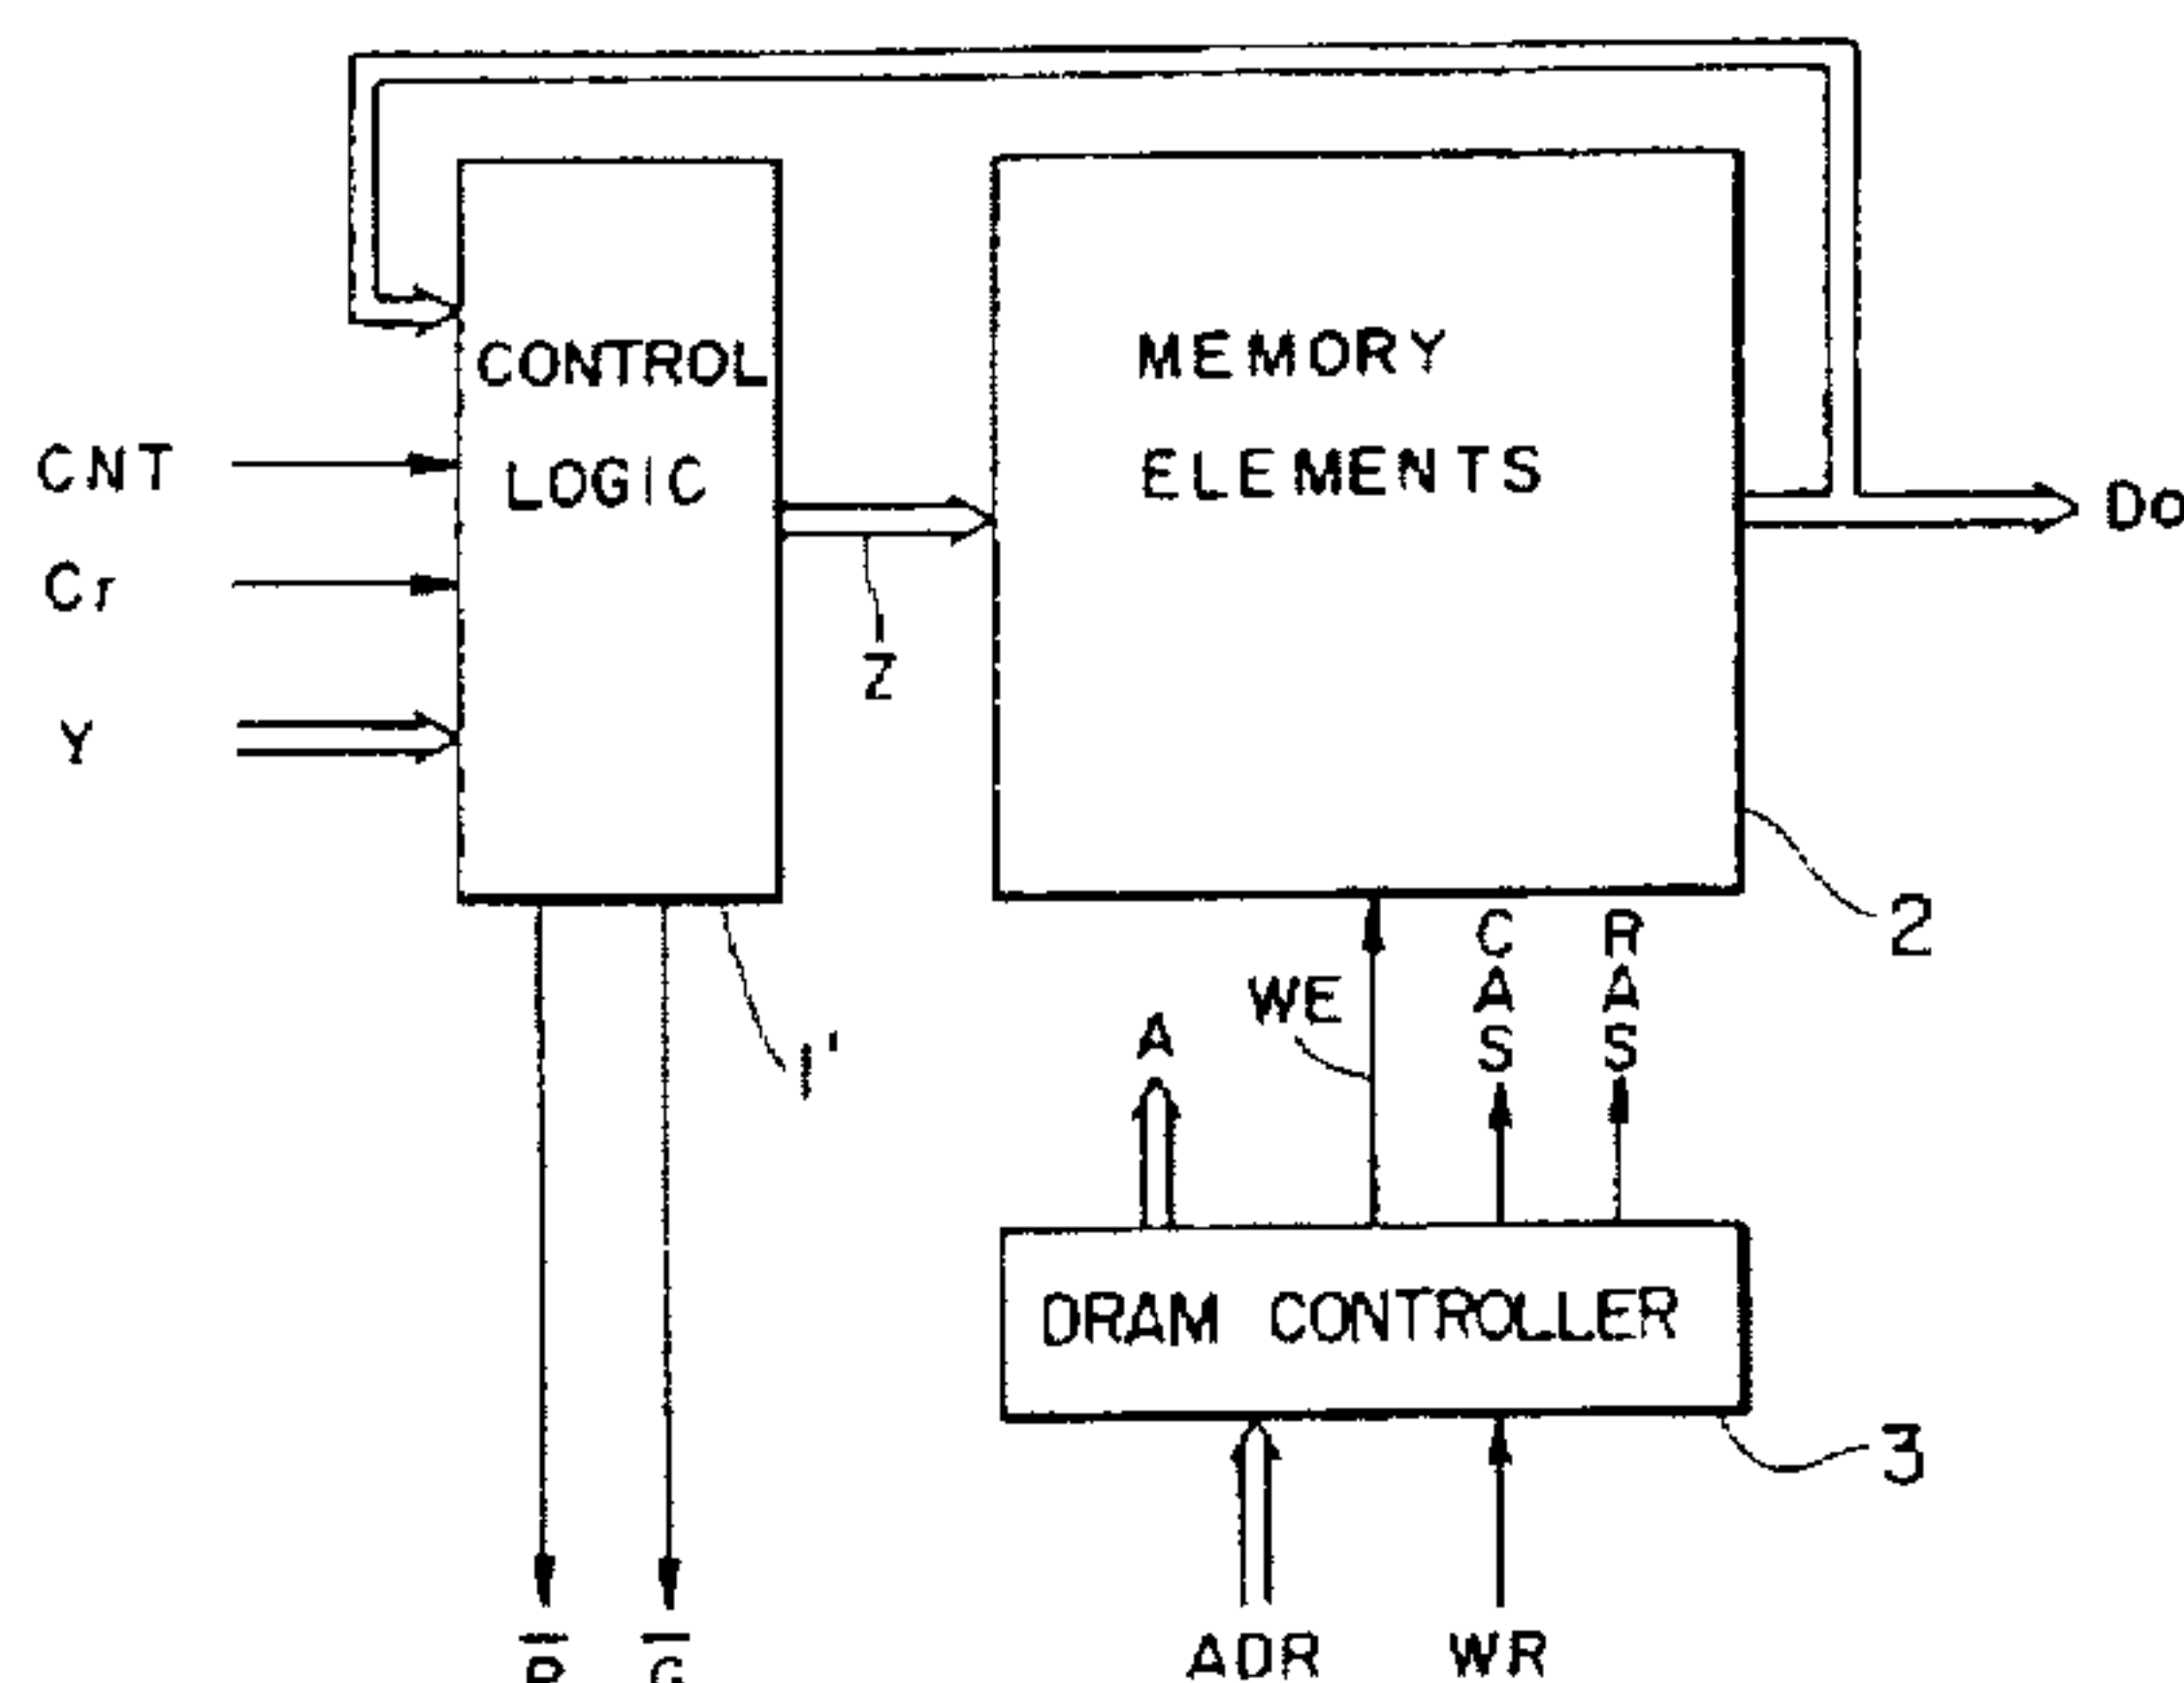 CONTROL
LOGIC
MEMORY
ELEMENTS
CNT
Cr
Y
Z
Do
2
1'
A
WE
CAS
RAS
DRAM CONTROLLER
3
ADR
WR